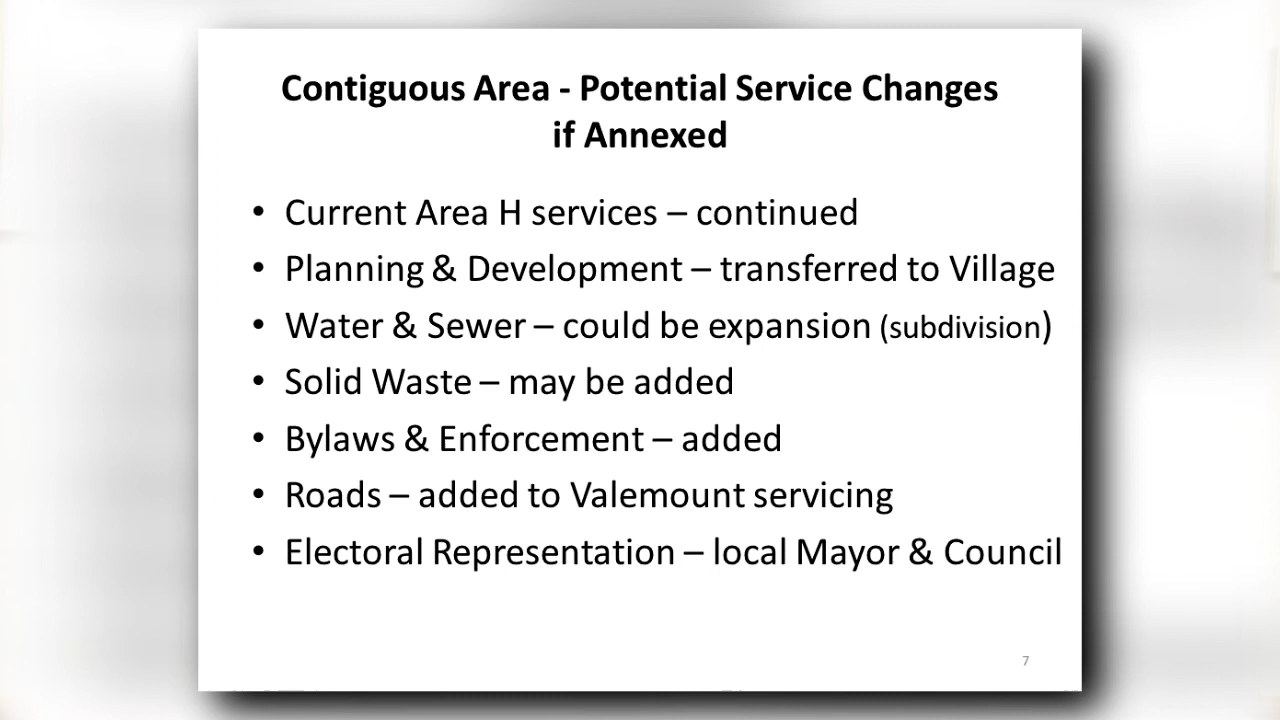 Contiguous Area - Potential Service Changes
if Annexed
• Current Area H services – continued
• Planning & Development – transferred to Village
• Water & Sewer – could be expansion (subdivision)
• Solid Waste – may be added
• Bylaws & Enforcement – added
• Roads – added to Valemount servicing
• Electoral Representation – local Mayor & Council
7